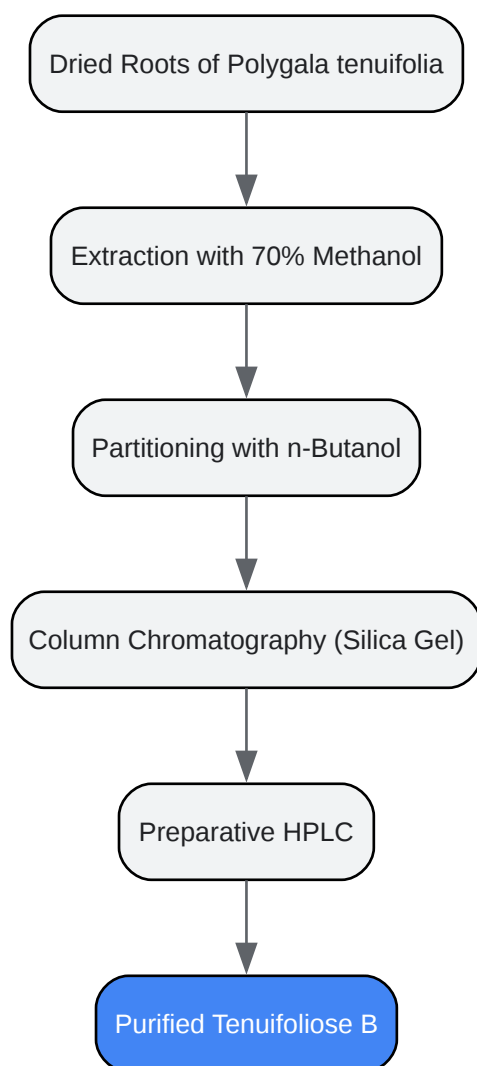 Dried Roots of Polygala tenuifolia
Extraction with 70% Methanol
Partitioning with n-Butanol
Column Chromatography (Silica Gel)
Preparative HPLC
Purified Tenuifoliose B